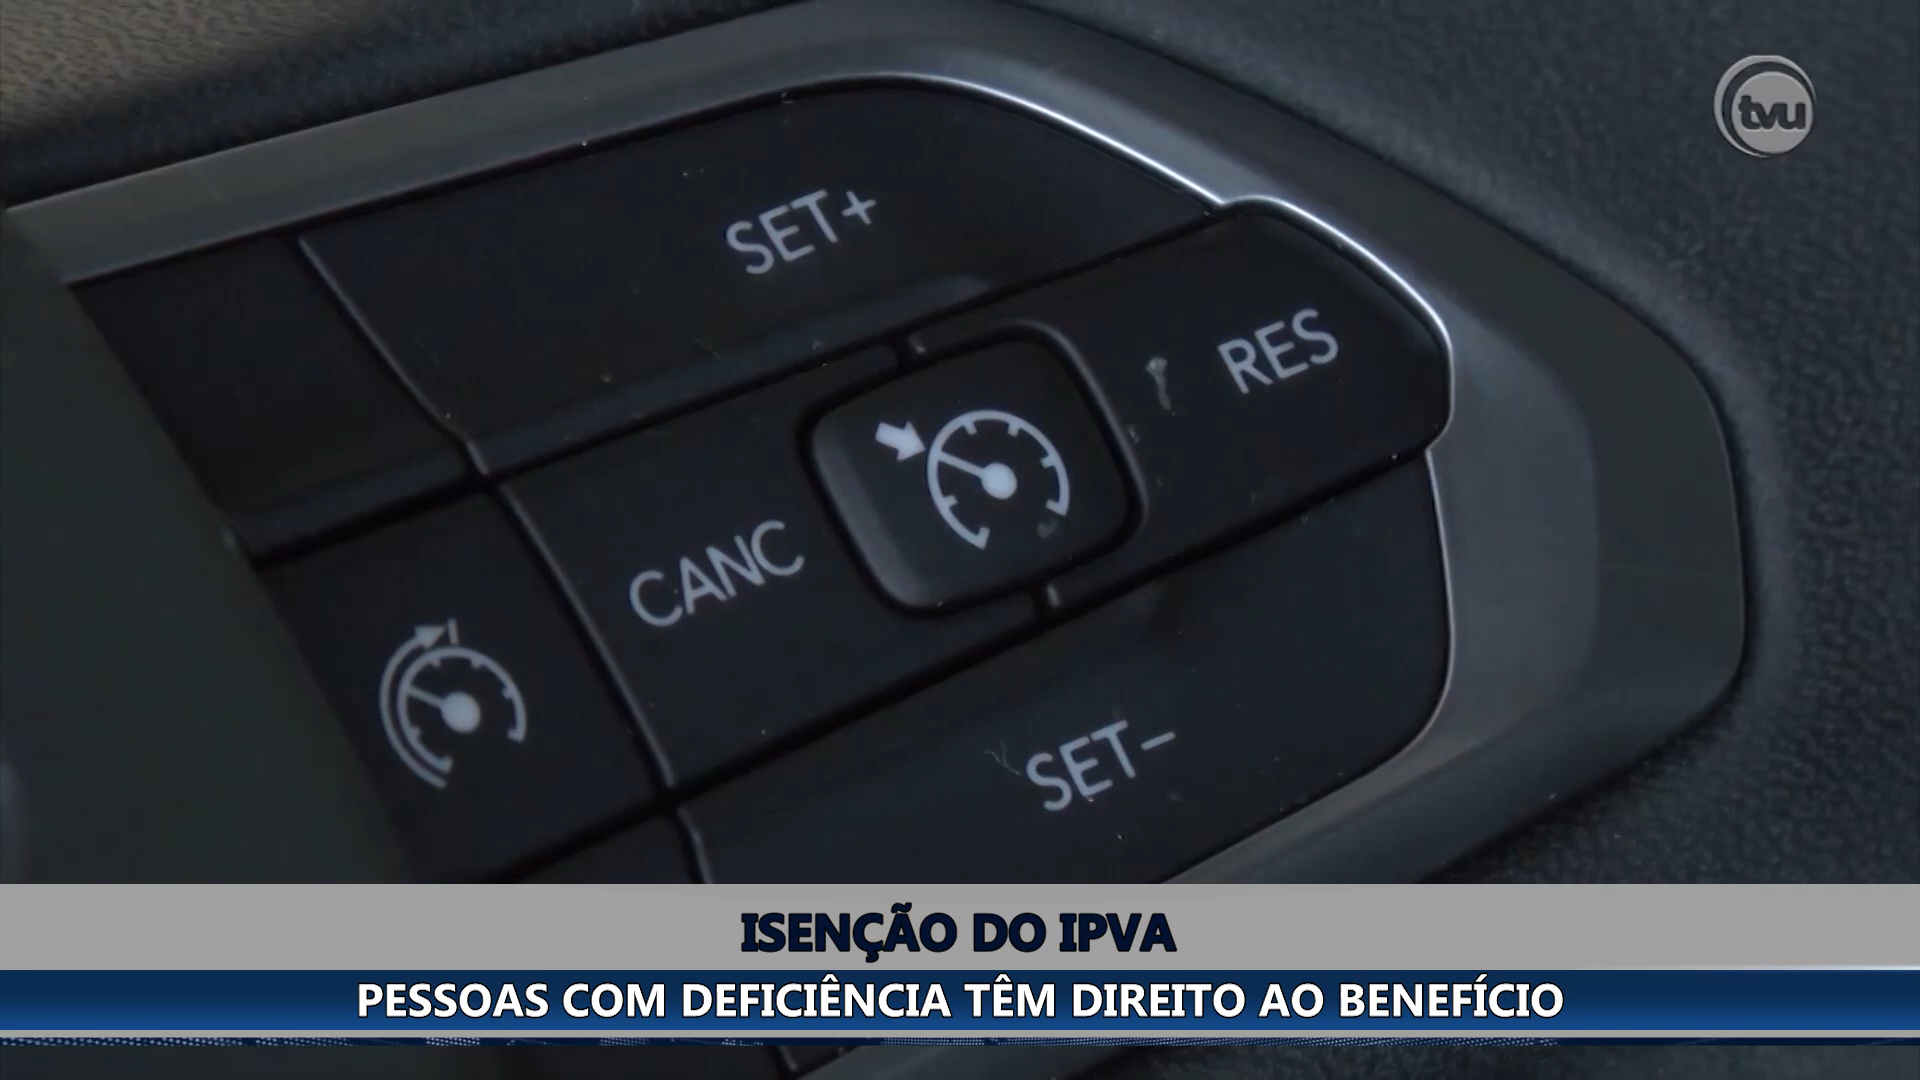 tvu
SET+
RES
CANC
SET-
ISENÇÃO DO IPVA
PESSOAS COM DEFICIÊNCIA TÊM DIREITO AO BENEFÍCIO